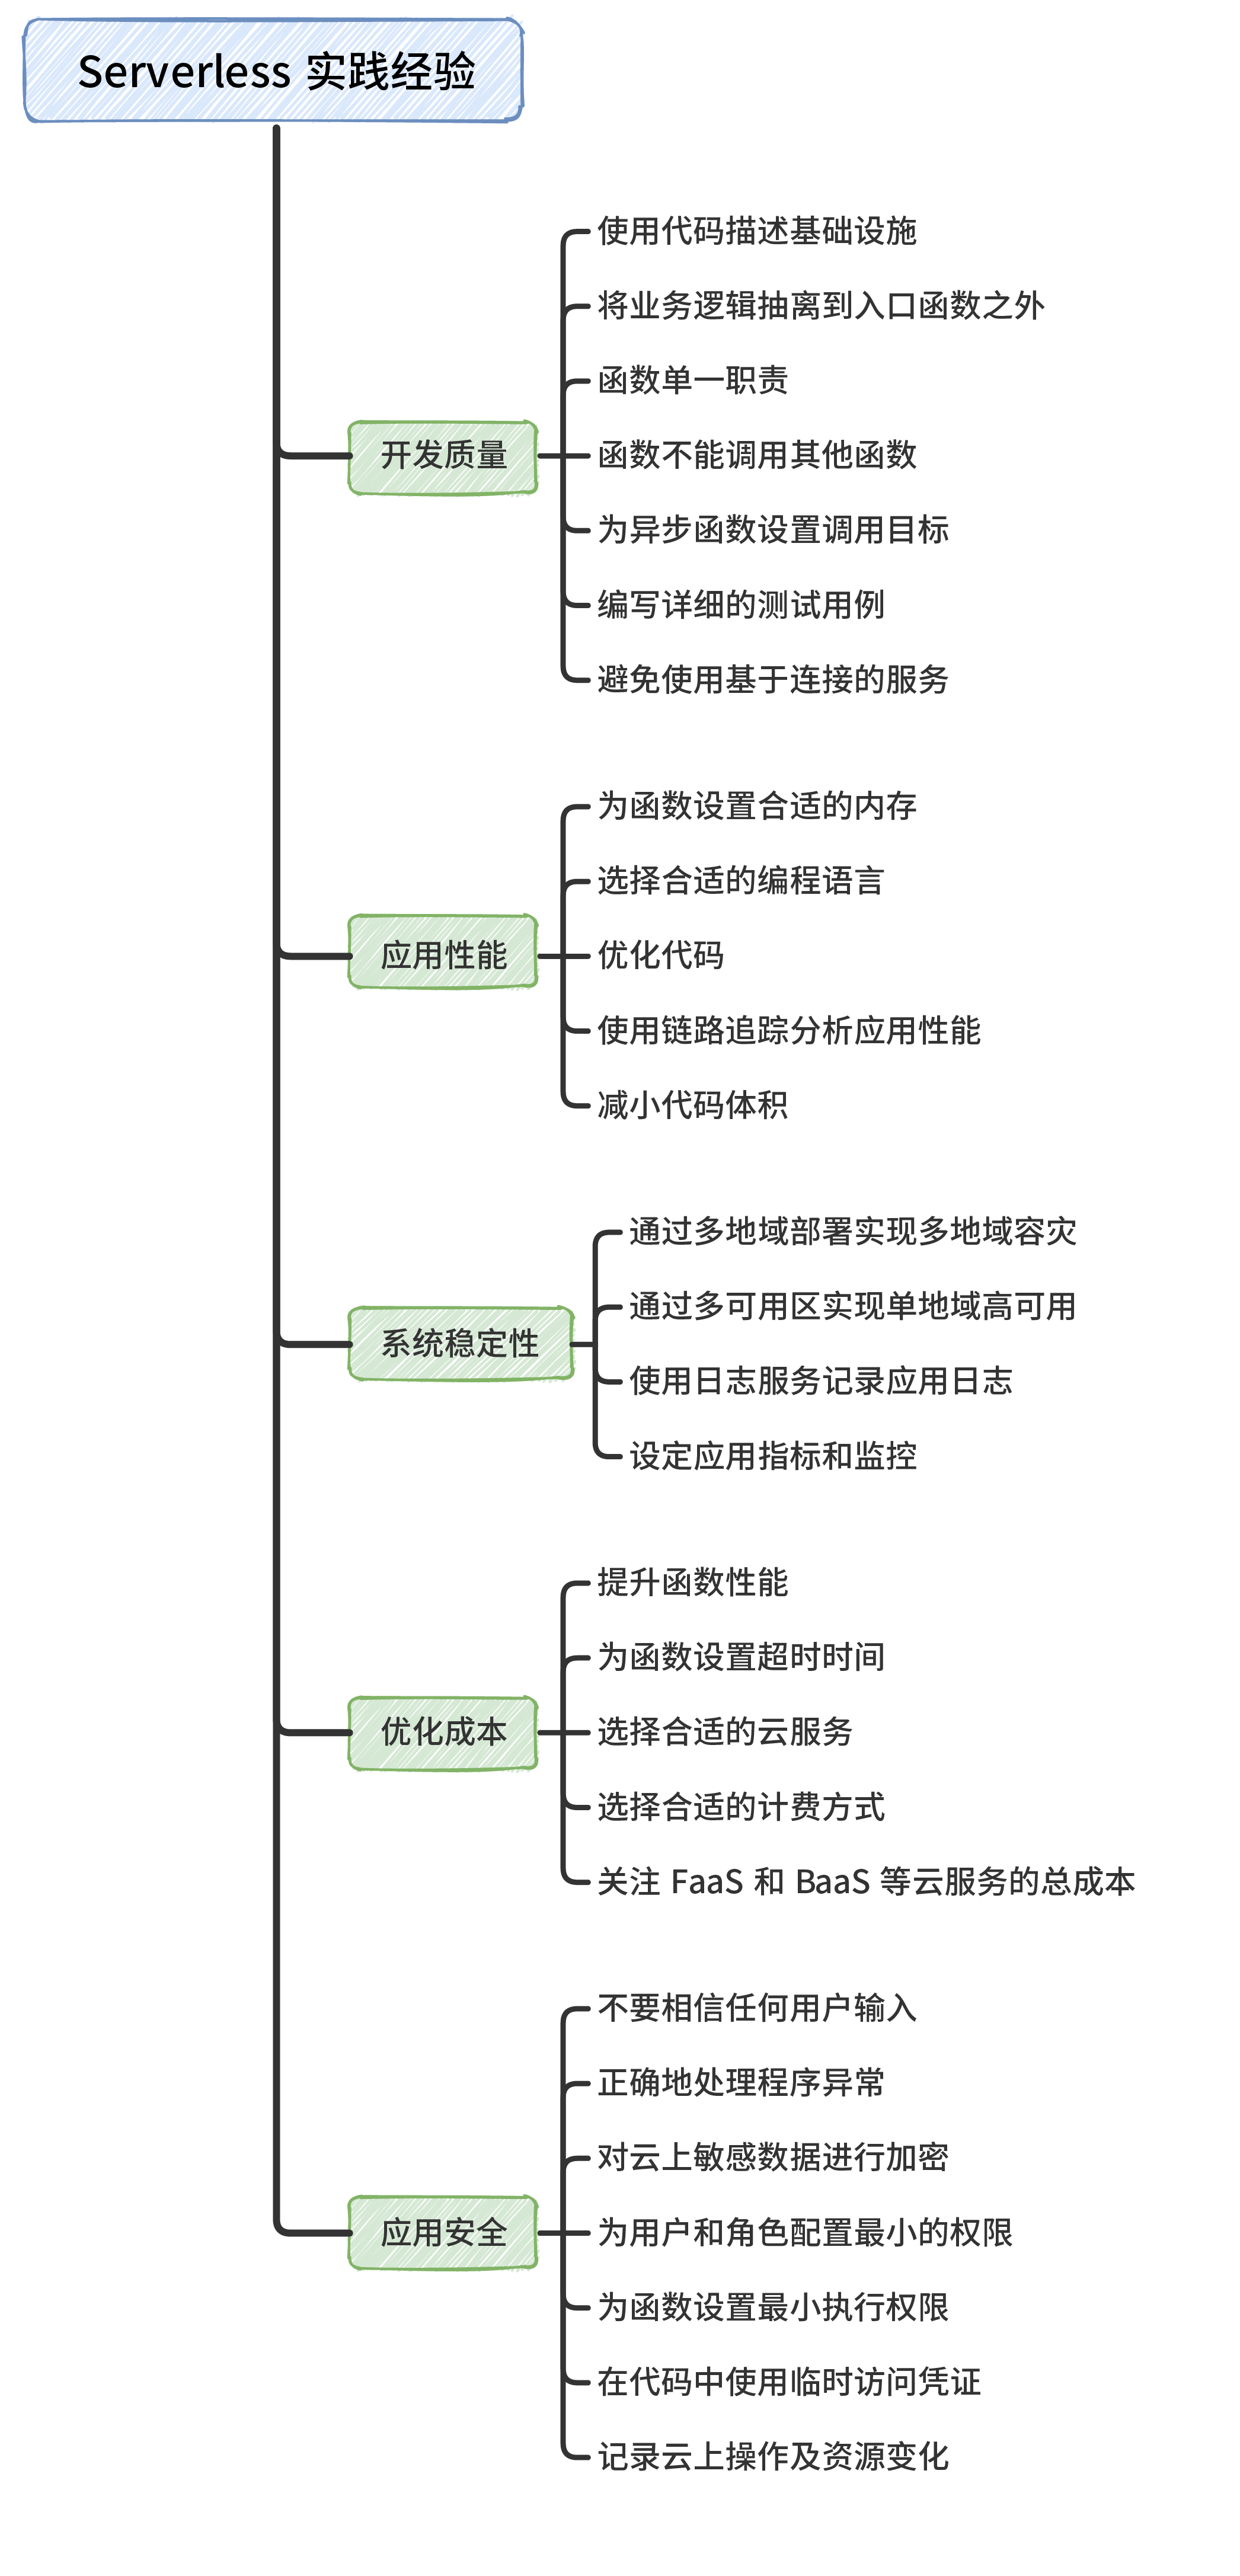 Serverless 实践经验
开发质量
使用代码描述基础设施
将业务逻辑抽离到入口函数之外
函数单一职责
函数不能调用其他函数
为异步函数设置调用目标
编写详细的测试用例
避免使用基于连接的服务
应用性能
为函数设置合适的内存
选择合适的编程语言
优化代码
使用链路追踪分析应用性能
减小代码体积
系统稳定性
通过多地域部署实现多地域容灾
通过多可用区实现单地域高可用
使用日志服务记录应用日志
设定应用指标和监控
优化成本
提升函数性能
为函数设置超时时间
选择合适的云服务
选择合适的计费方式
关注 FaaS 和 BaaS 等云服务的总成本
应用安全
不要相信任何用户输入
正确地处理程序异常
对云上敏感数据进行加密
为用户和角色配置最小的权限
为函数设置最小执行权限
在代码中使用临时访问凭证
记录云上操作及资源变化